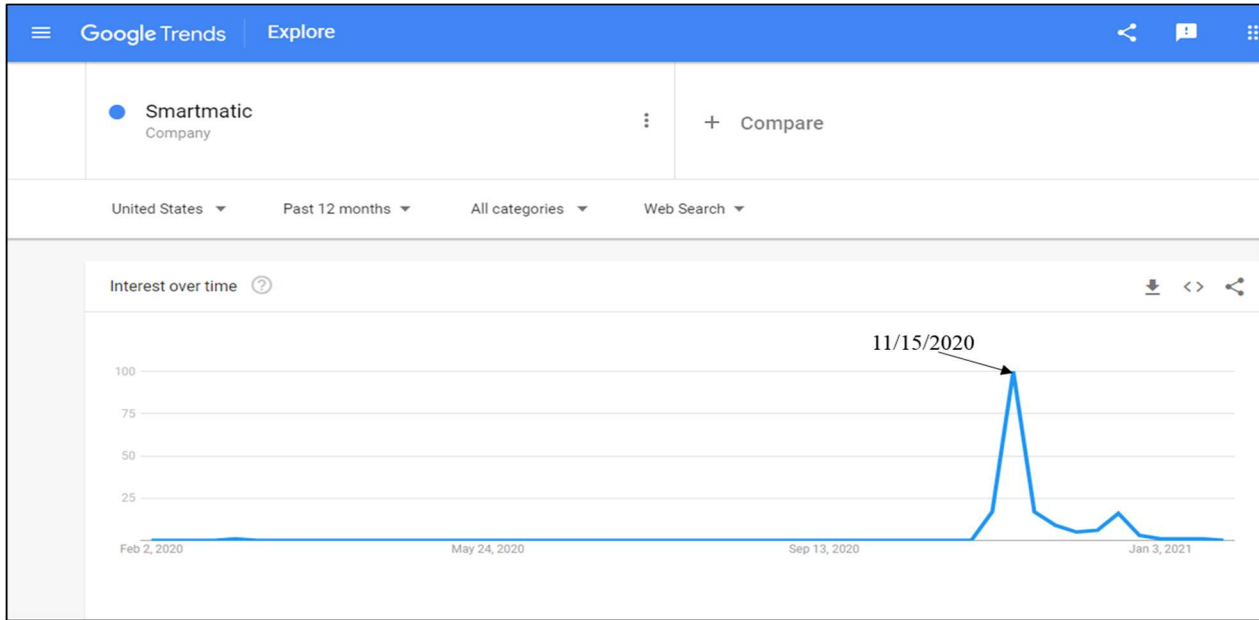 Google Trends Explore
Smartmatic
Company
+ Compare
United States Past 12 months All categories Web Search
Interest over time ?
11/15/2020
100
75
50
25
Feb 2, 2020 May 24, 2020 Sep 13, 2020 Jan 3, 2021